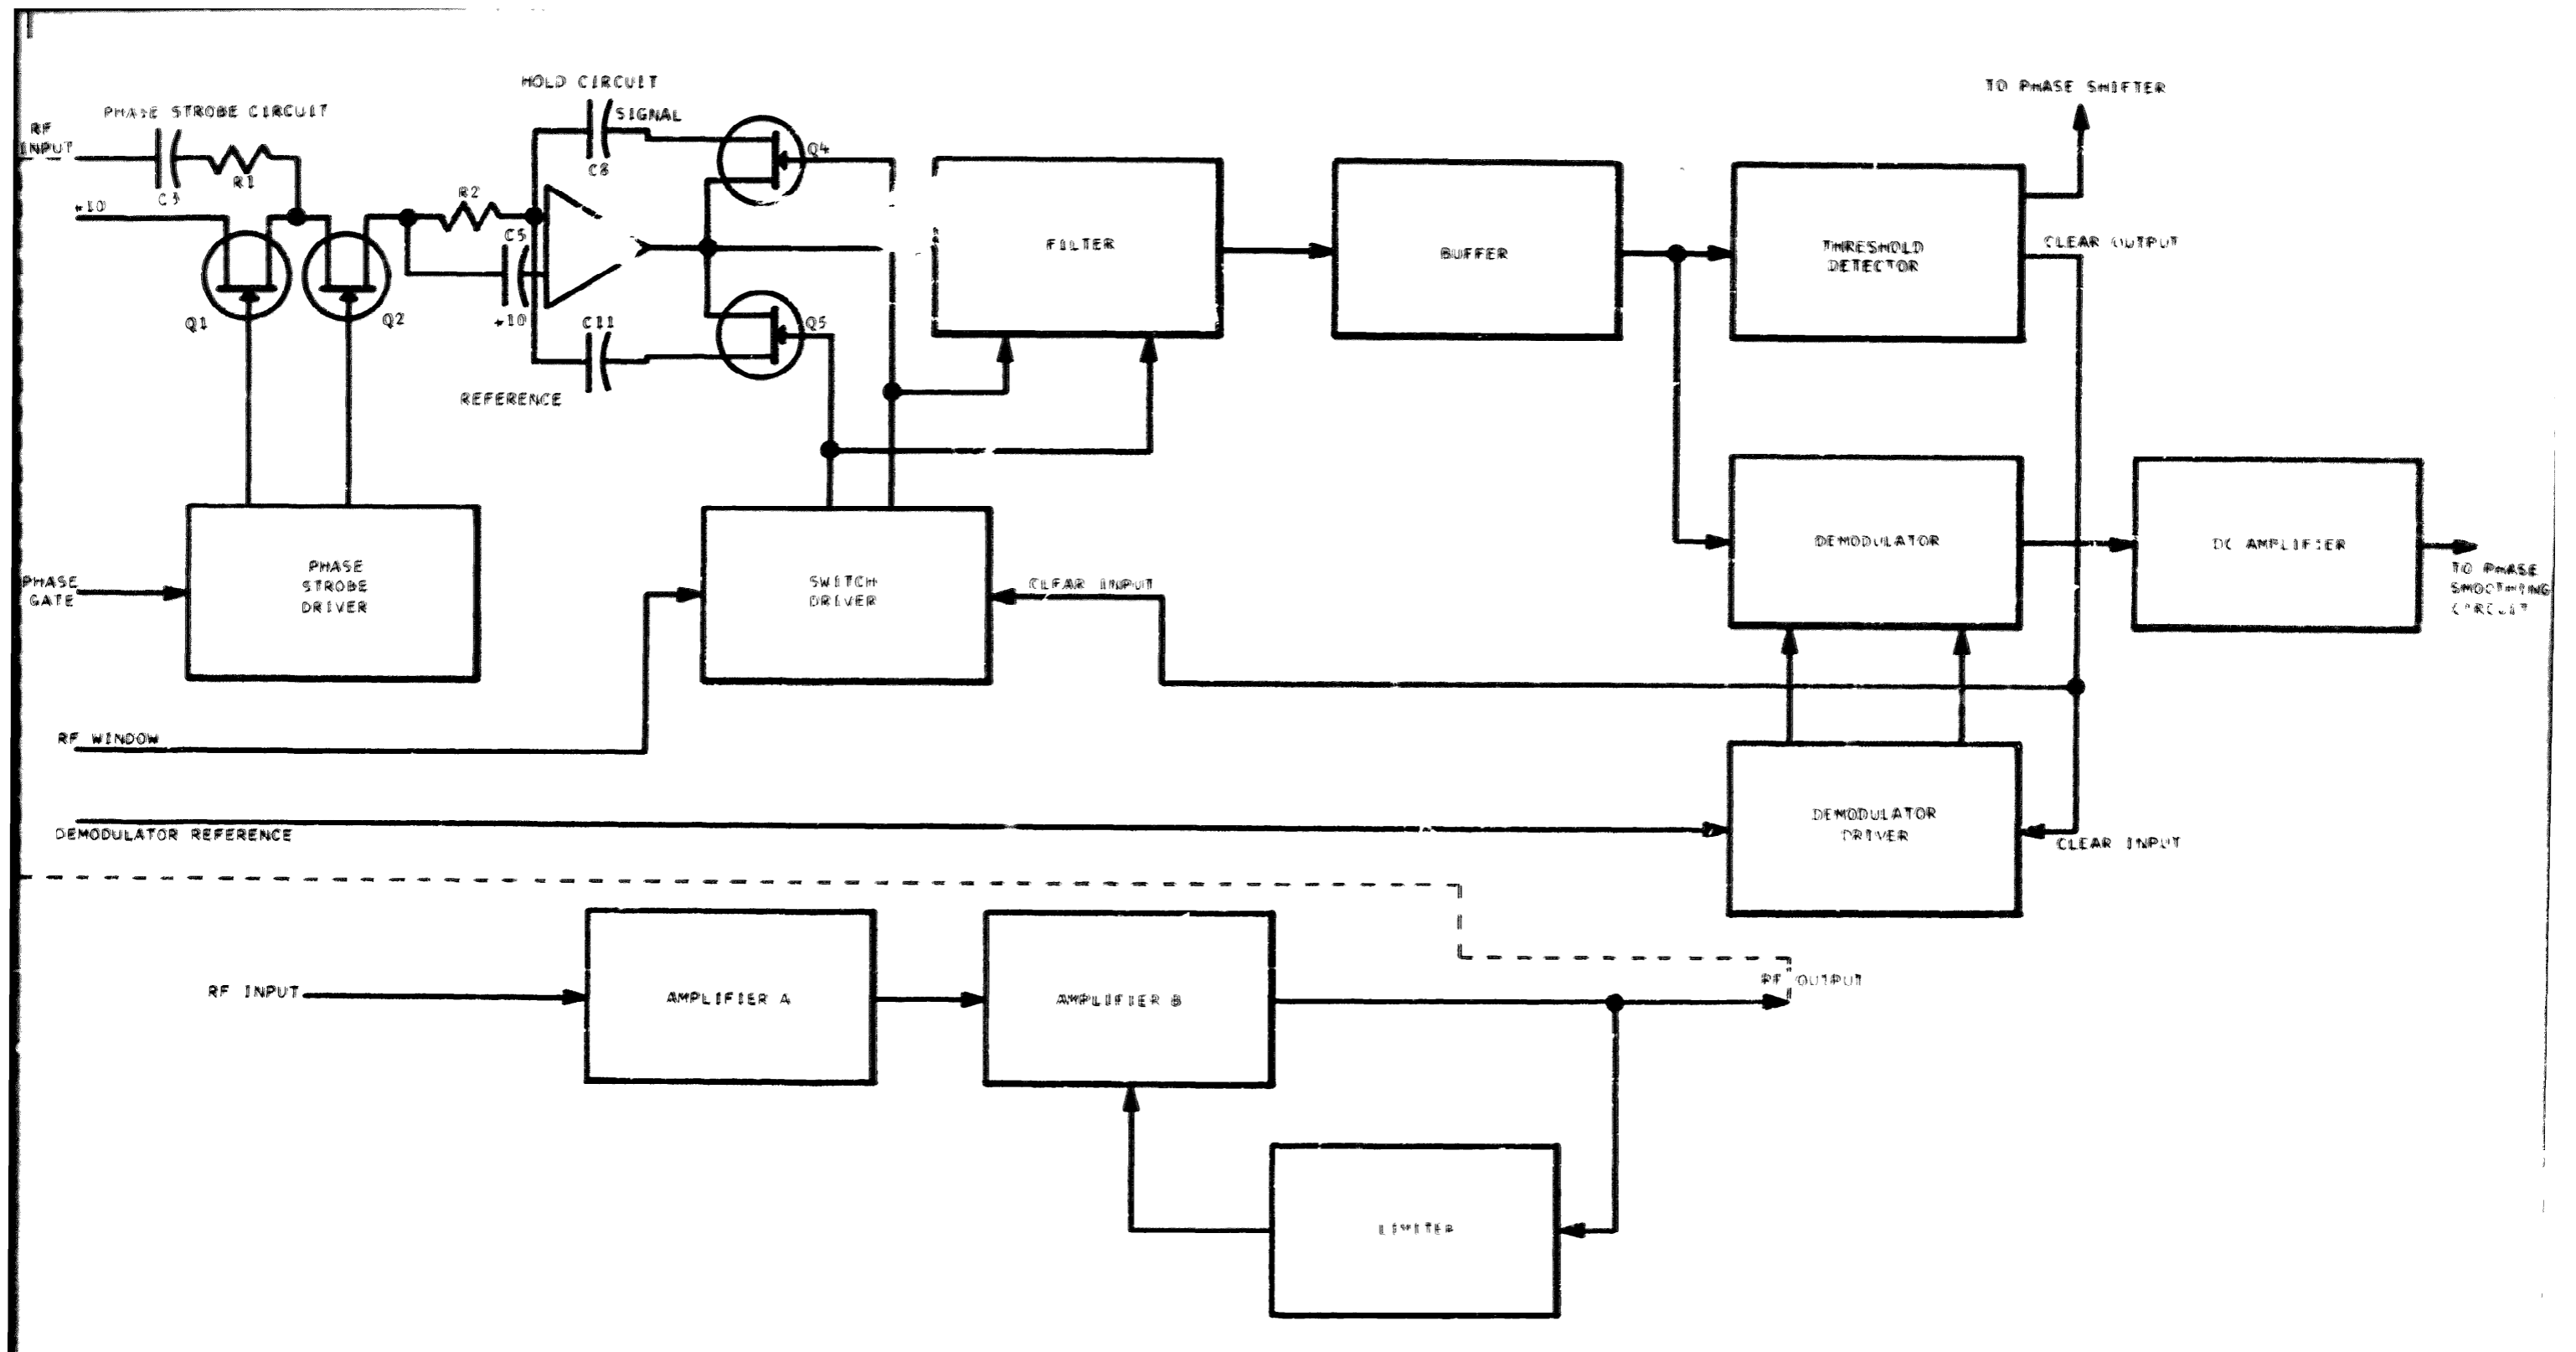 HOLD CIRCUIT
TO PHASE SHIFTER
PHASE STROBE CIRCUIT
SIGNAL
RF
INPUT
Q4
C8
R1
R2
+10
C5
CLEAR OUTPUT
FILTER
BUFFER
THRESHOLD
DETECTOR
Q1
Q2
+10
C11
Q5
REFERENCE
DEMODULATOR
DC AMPLIFIER
TO PHASE
SMOOTHING
CIRCUIT
PHASE
STROBE
DRIVER
PHASE
GATE
SWITCH
DRIVER
CLEAR INPUT
RF WINDOW
DEMODULATOR REFERENCE
DEMODULATOR
DRIVER
CLEAR INPUT
RF OUTPUT
RF INPUT
AMPLIFIER A
AMPLIFIER B
LIMITER